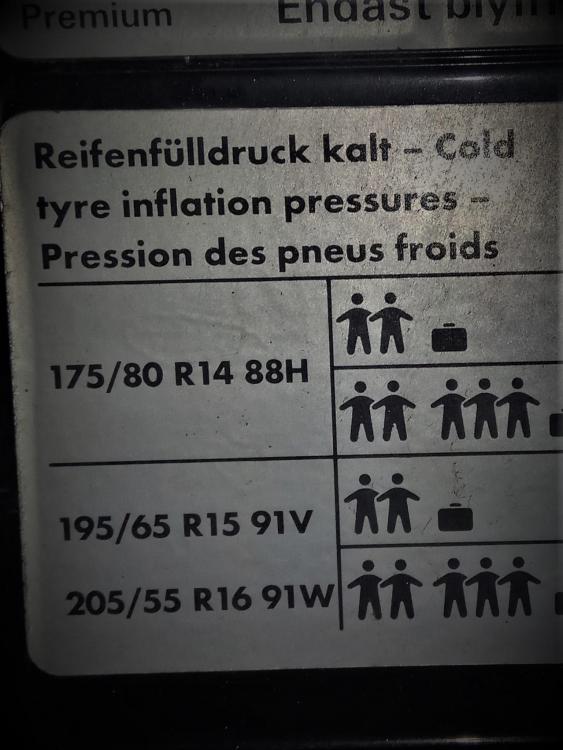 Premium Endast
Reifenfülldruck kalt – Cold
tyre inflation pressures –
Pression des pneus froids
175/80 R14 88H
195/65 R15 91V
205/55 R16 91W